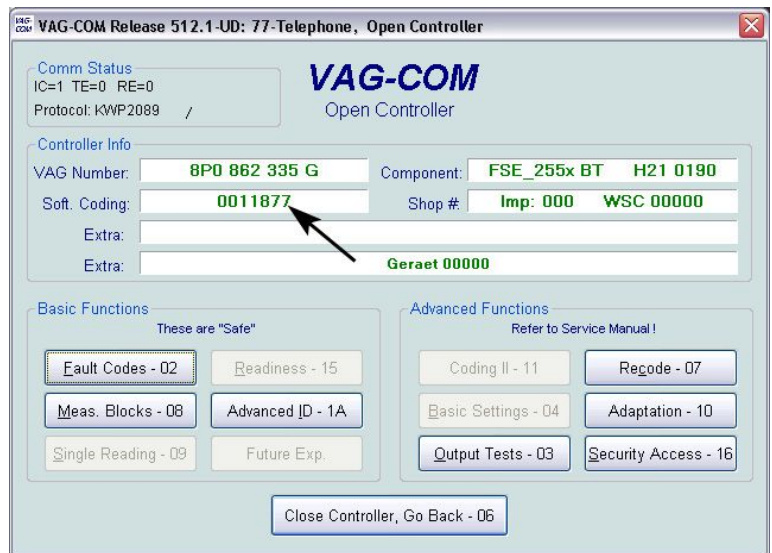 VAG-COM Release 512.1-UD: 77-Telephone, Open Controller
Comm Status
IC=1 TE=0 RE=0
Protocol: KWP2089 /
VAG-COM
Open Controller
Controller Info
VAG Number: 8P0 862 335 G Component: FSE_255x BT H21 0190
Soft. Coding: 0011877 Shop #: Imp: 000 WSC 00000
Extra:
Extra: Geraet 00000
Basic Functions
These are "Safe"
Fault Codes - 02 Readiness - 15
Meas. Blocks - 08 Advanced ID - 1A
Single Reading - 09 Future Exp.
Advanced Functions
Refer to Service Manual !
Coding II - 11 Recode - 07
Basic Settings - 04 Adaptation - 10
Output Tests - 03 Security Access - 16
Close Controller, Go Back - 06